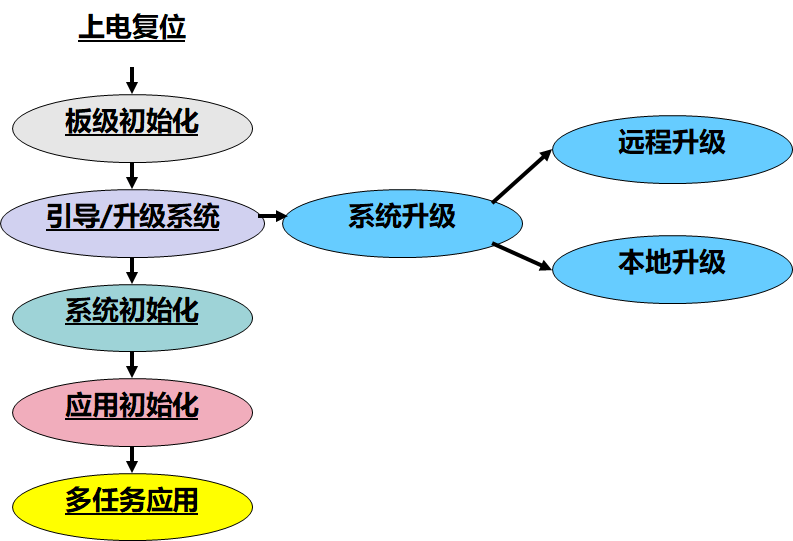 上电复位
板级初始化
引导/升级系统
系统初始化
应用初始化
多任务应用
系统升级
远程升级
本地升级